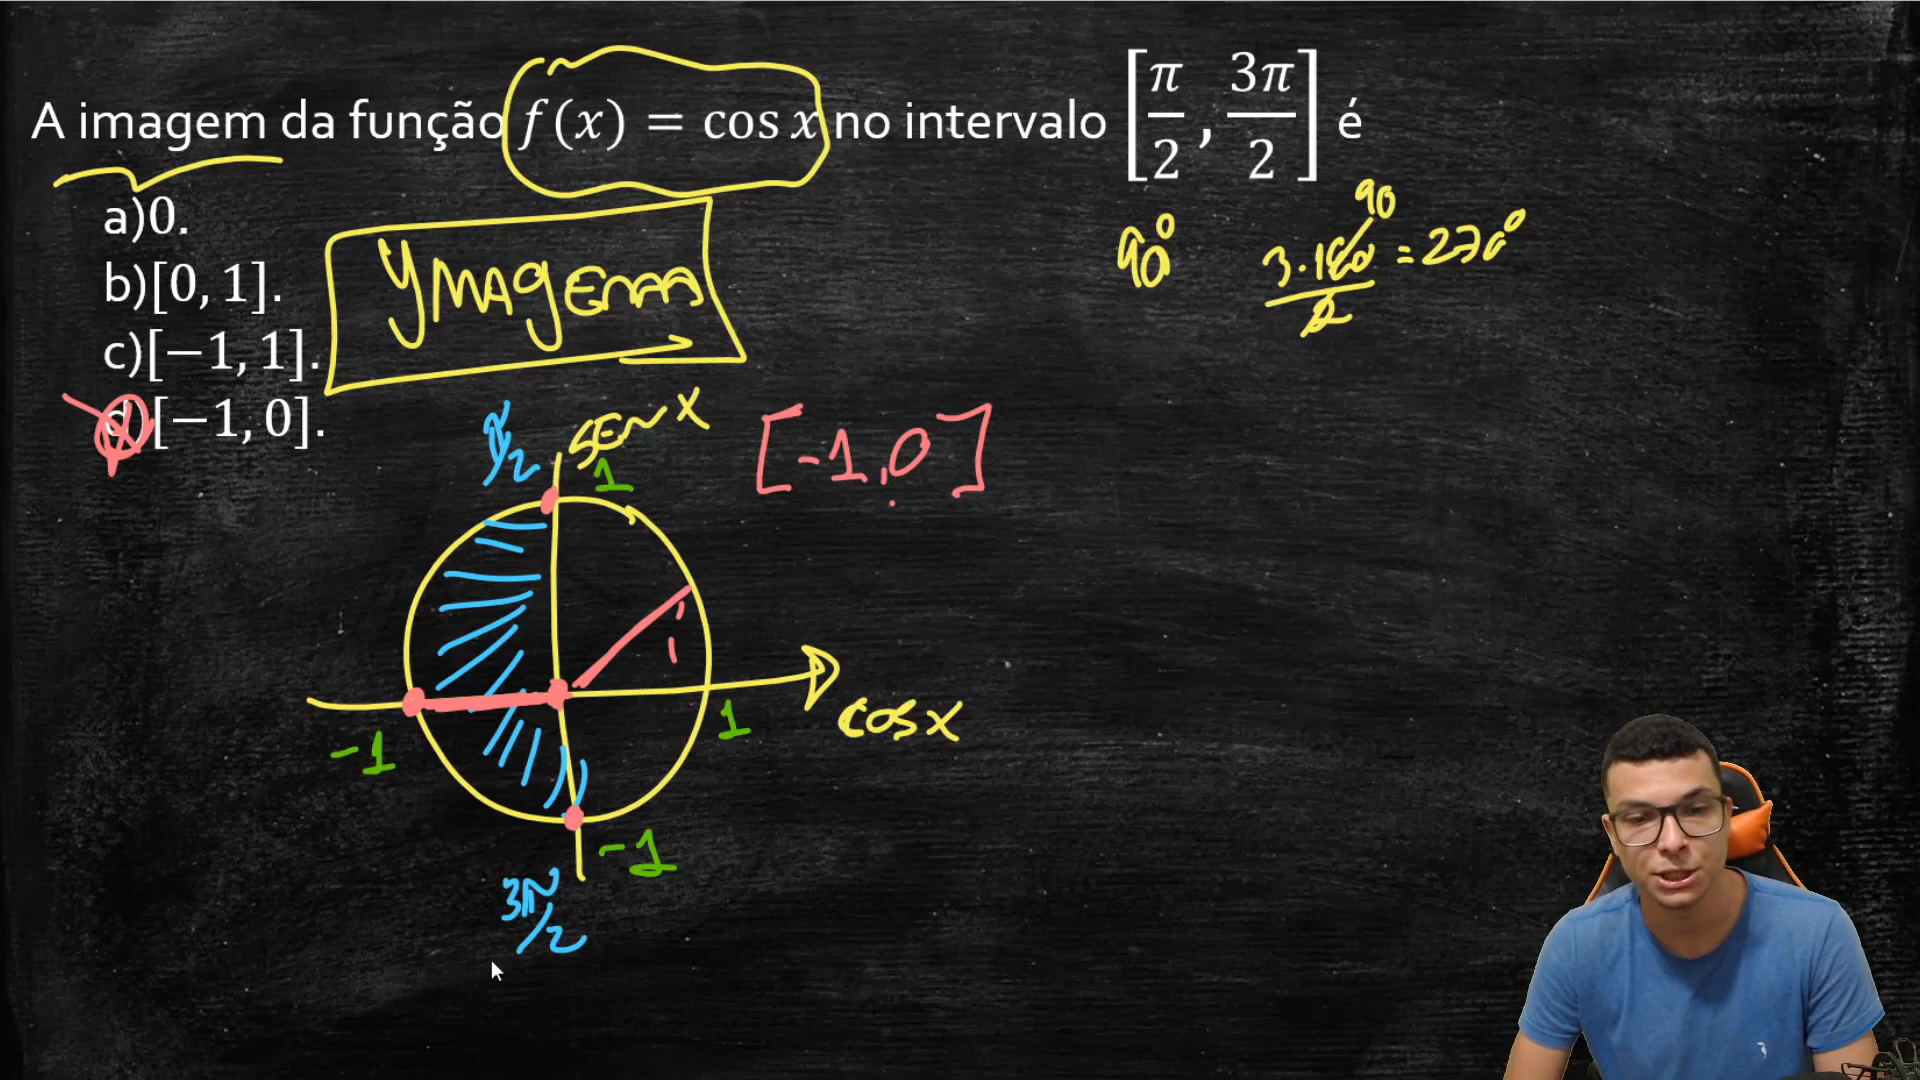 A imagem da função f(x) = cos x no intervalo [π/2, 3π/2] é
a)0.
b)[0, 1].
c)[−1, 1].
d)[−1, 0].
YMAGEM
90°
3·180/2 = 270°
90
π/2
SEN X
1
[-1,0]
-1
1
cos x
-1
3π/2